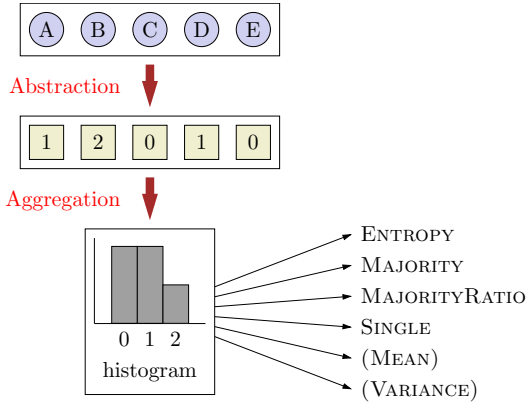 A B C D E
Abstraction
1 2 0 1 0
Aggregation
0 1 2
histogram
ENTROPY
MAJORITY
MAJORITYRATIO
SINGLE
(MEAN)
(VARIANCE)